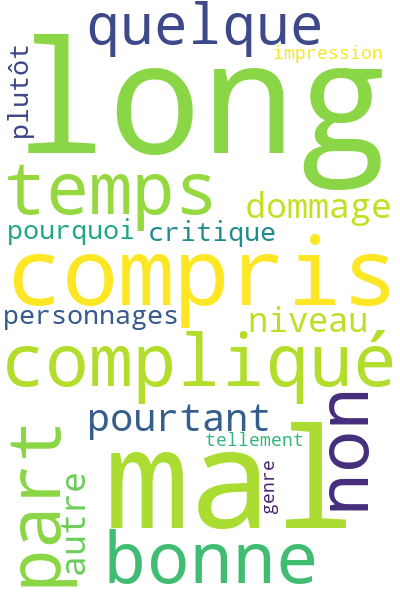 quelque
impression
plutôt
long
temps
dommage
pourquoi
critique
compris
personnages
niveau
compliqué
pourtant
non
tellement
mal
genre
part
autre
bonne